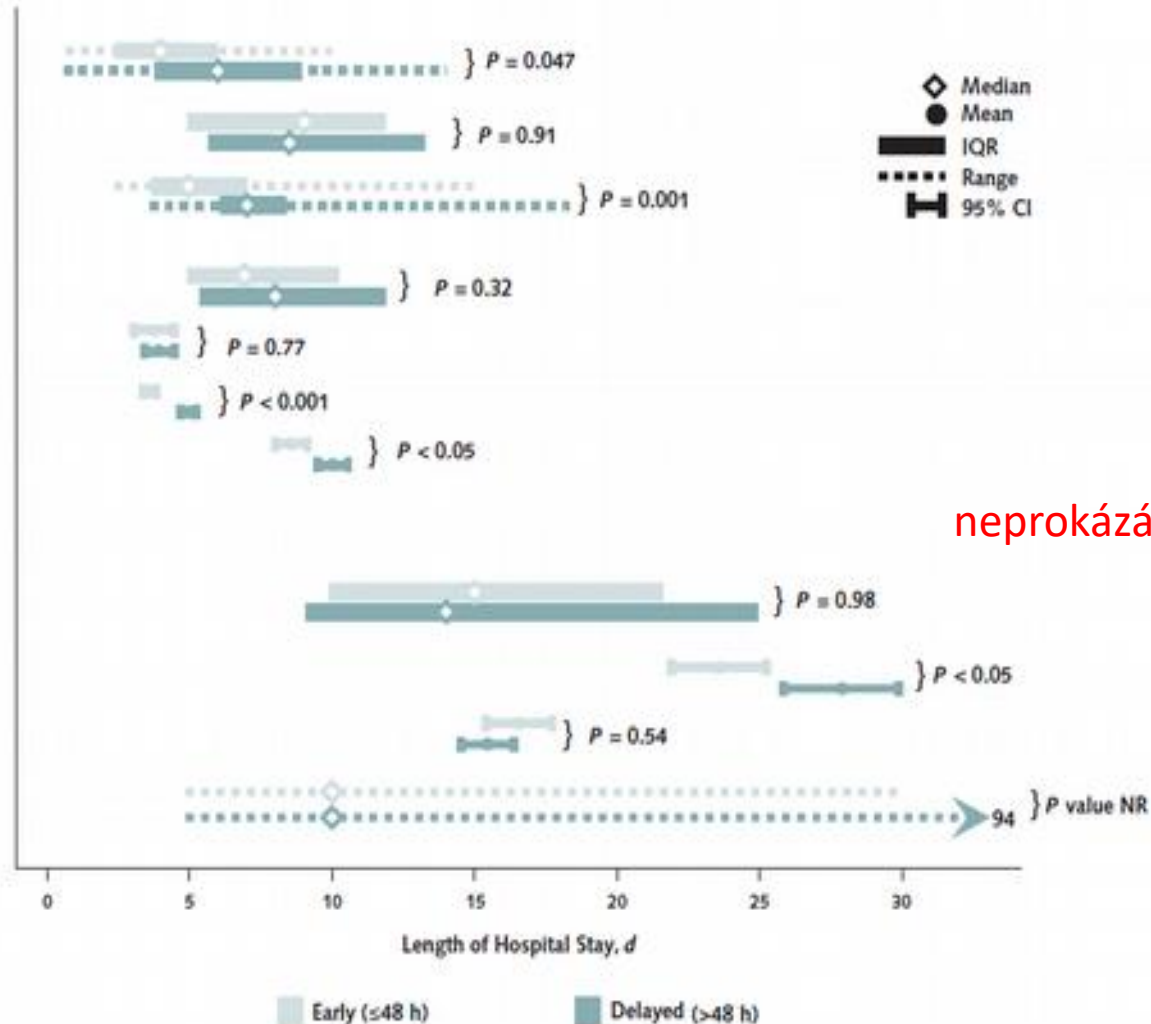 P = 0.047
Median
Mean
P = 0.91
IQR
Range
P = 0.001
95% CI
P = 0.32
P = 0.77
P < 0.001
P < 0.05
neprokázá
P = 0.98
P < 0.05
P = 0.54
94 P value NR
0 5 10 15 20 25 30
Length of Hospital Stay, d
Early (≤48 h) Delayed (>48 h)